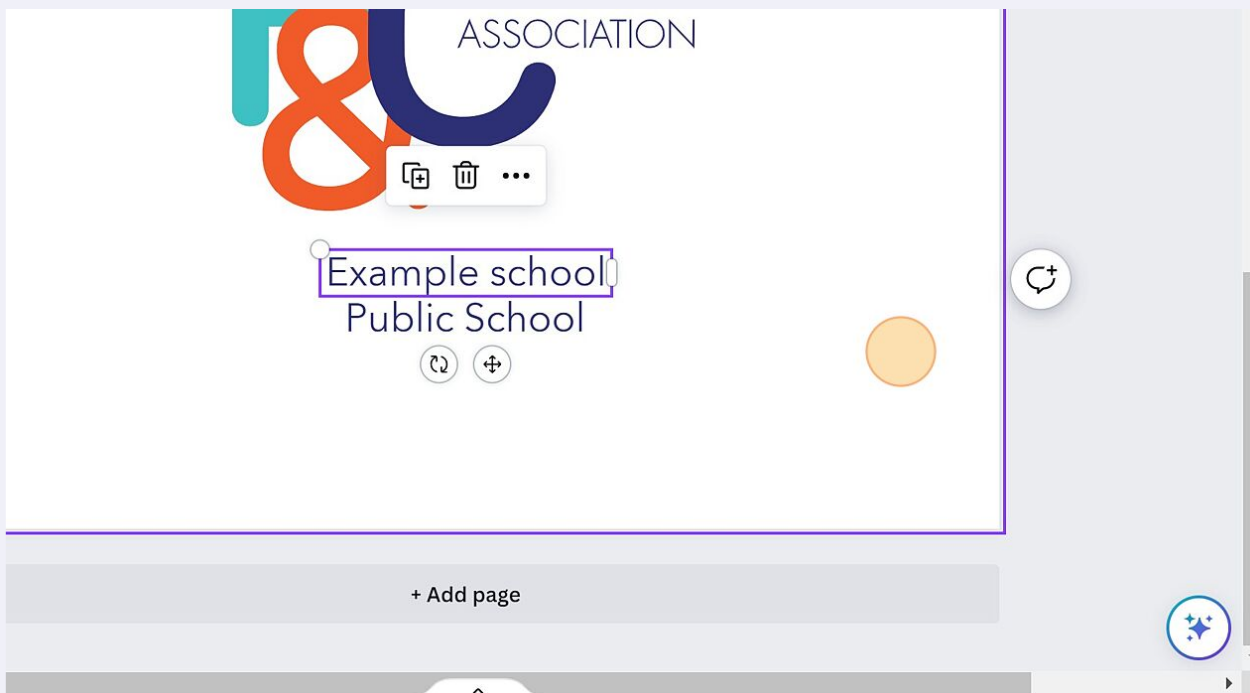 ASSOCIATION
&C
Example school
Public School
+ Add page